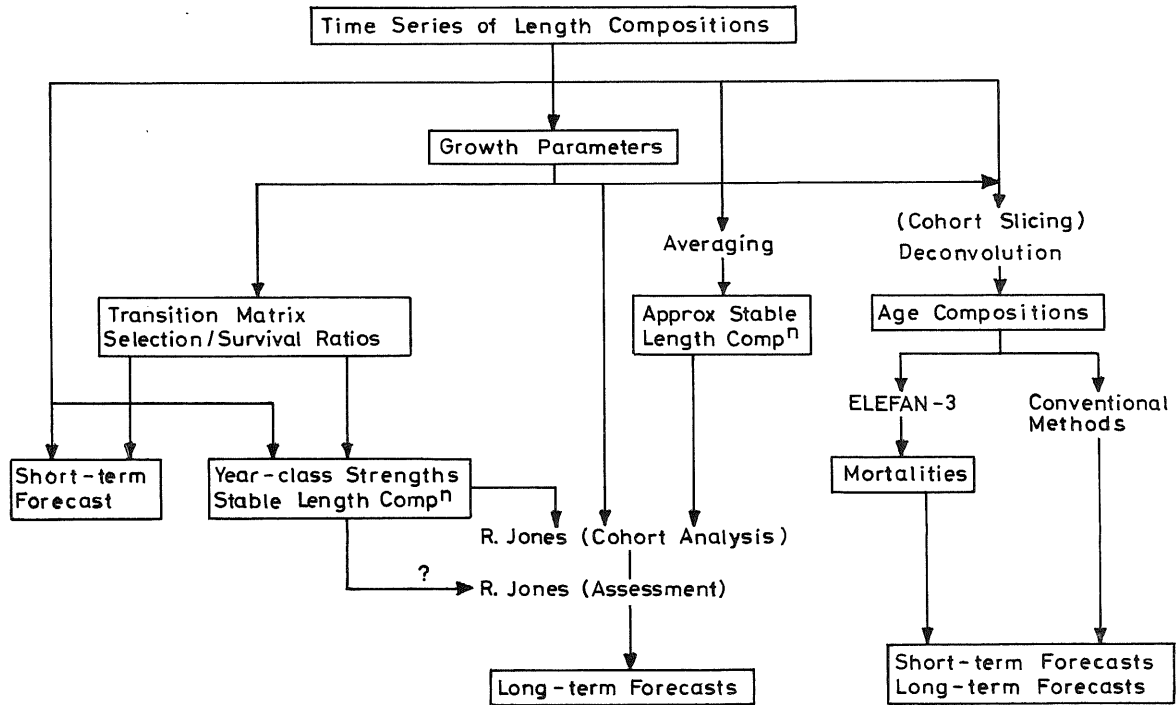 Time Series of Length Compositions
Growth Parameters
(Cohort Slicing)
Deconvolution
Averaging
Transition Matrix
Selection/Survival Ratios
Approx Stable
Length Compⁿ
Age Compositions
ELEFAN-3
Conventional
Methods
Short-term
Forecast
Year-class Strengths
Stable Length Compⁿ
Mortalities
R. Jones (Cohort Analysis)
?
R. Jones (Assessment)
Long-term Forecasts
Short-term Forecasts
Long-term Forecasts